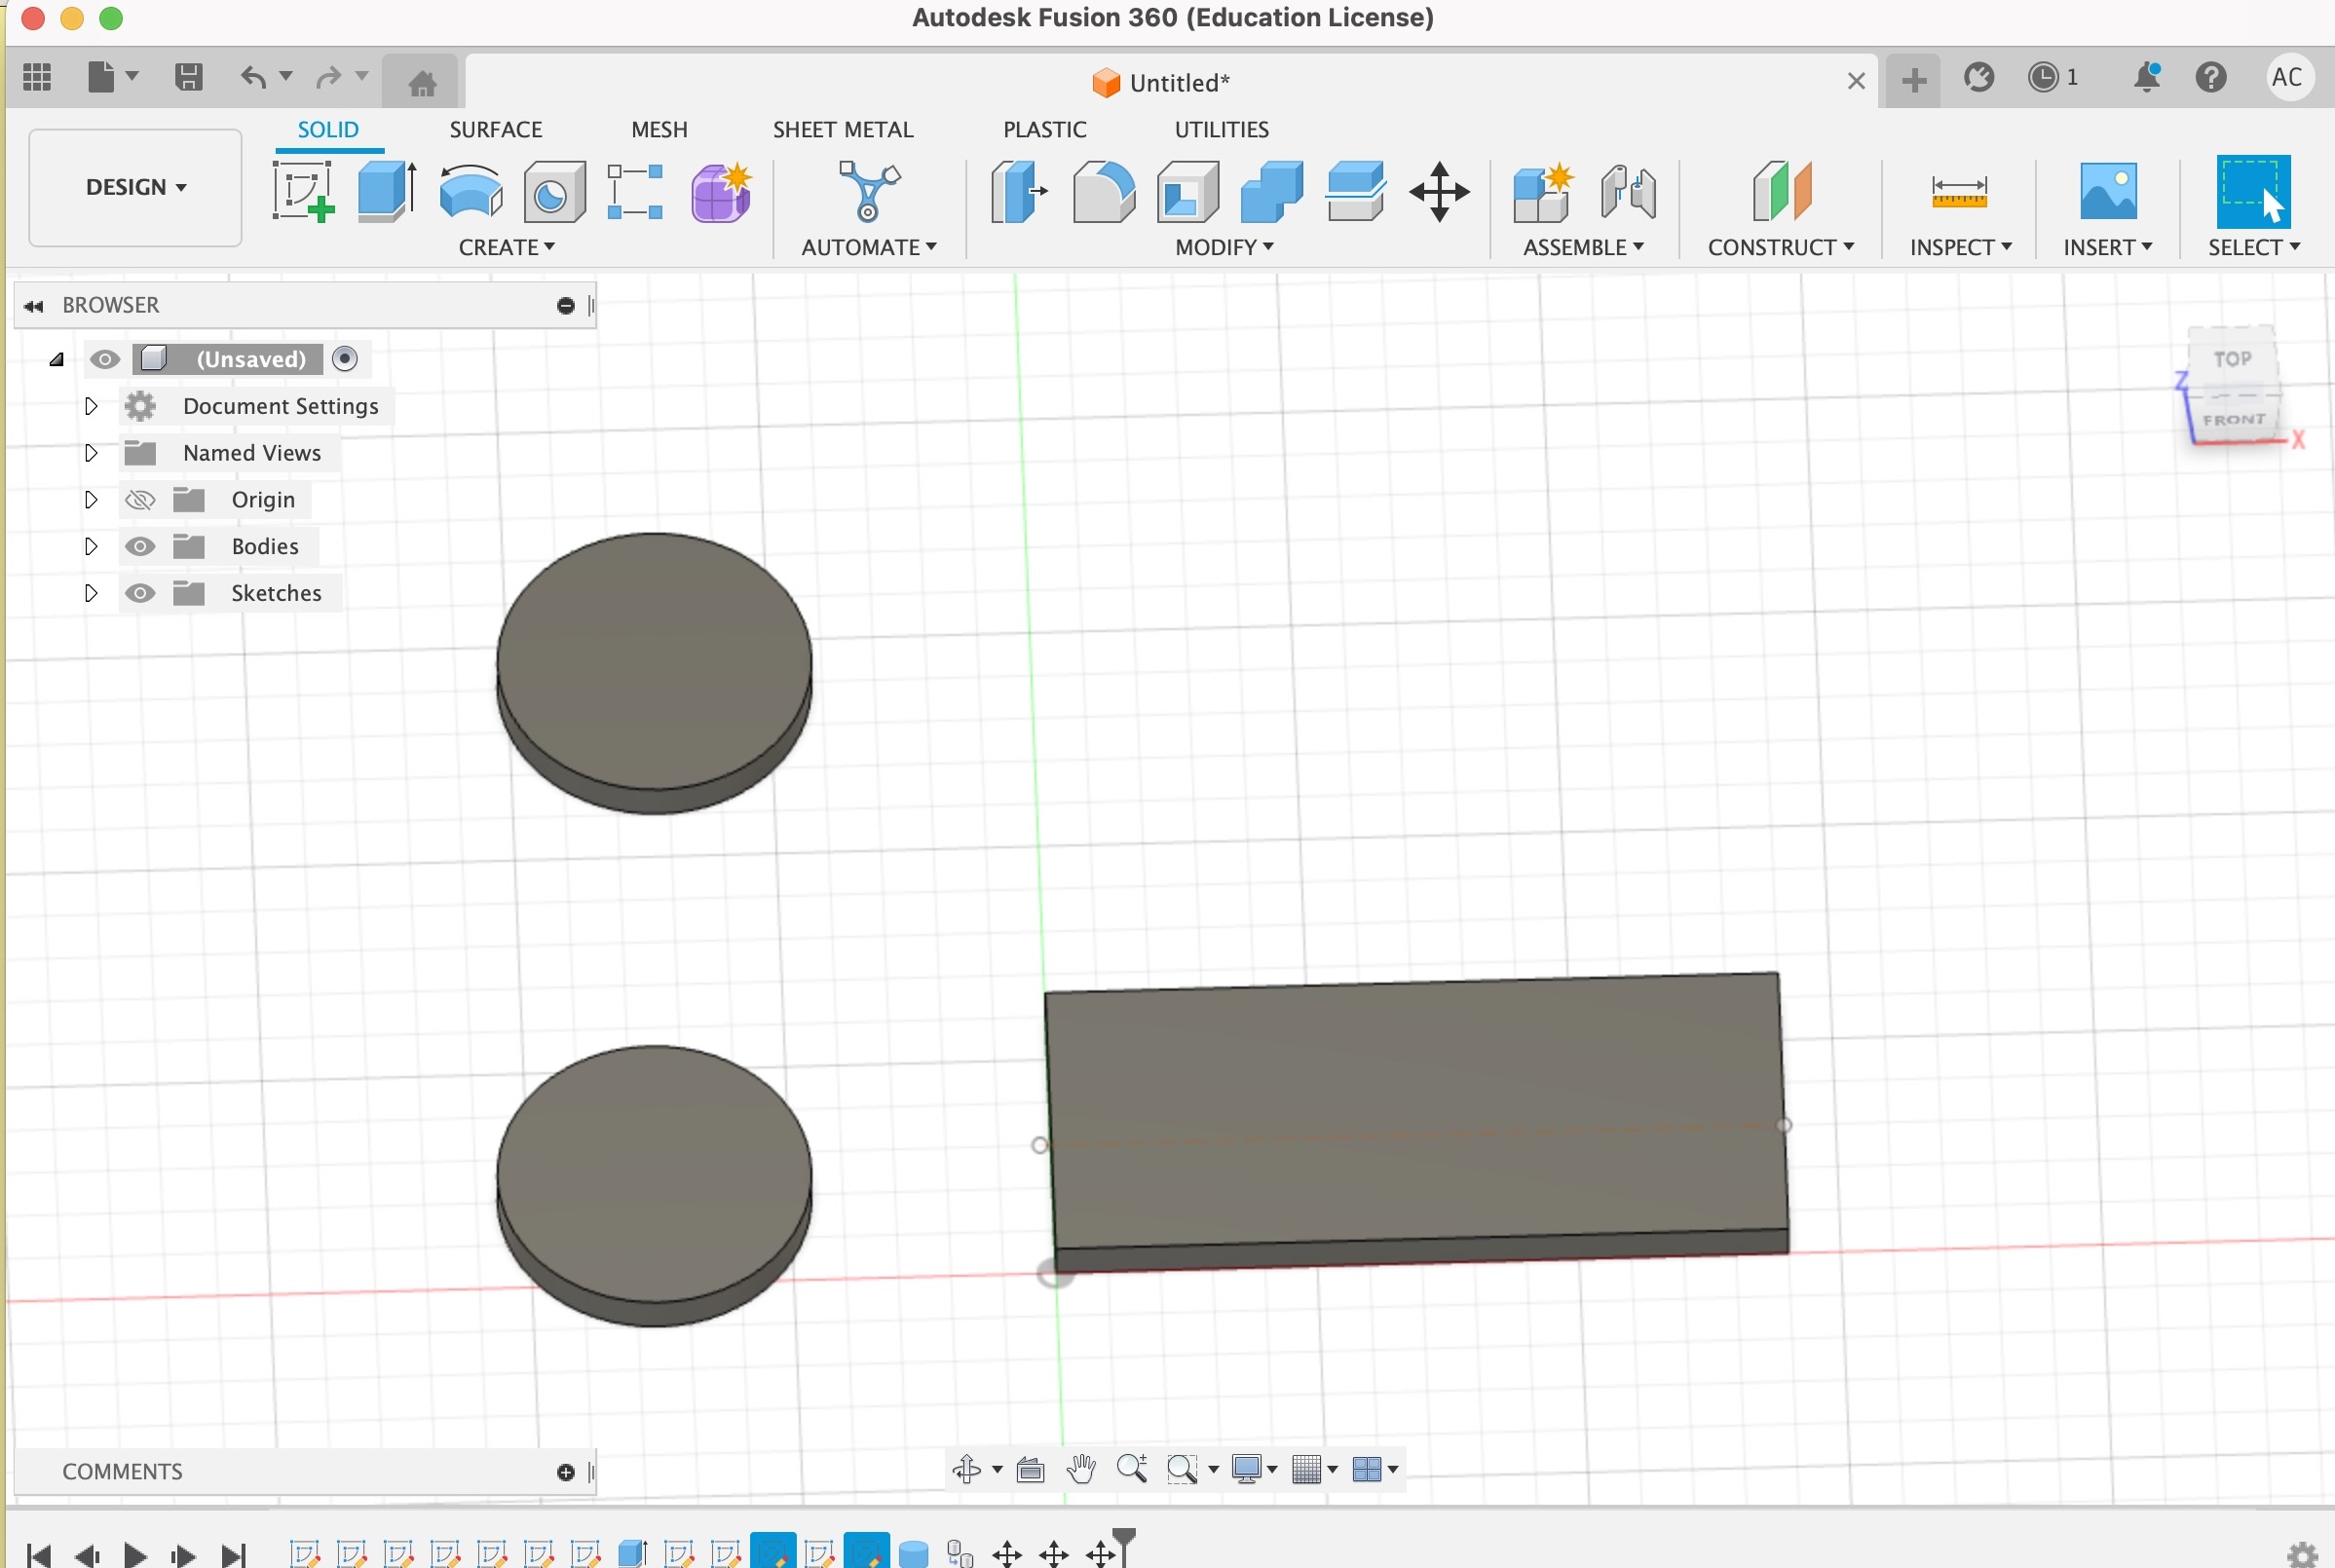 Autodesk Fusion 360 (Education License)
Untitled*
1
AC
DESIGN
SOLID
SURFACE
MESH
SHEET METAL
PLASTIC
UTILITIES
CREATE
AUTOMATE
MODIFY
ASSEMBLE
CONSTRUCT
INSPECT
INSERT
SELECT
BROWSER
(Unsaved)
Document Settings
Named Views
Origin
Bodies
Sketches
TOP
Z
FRONT
X
COMMENTS